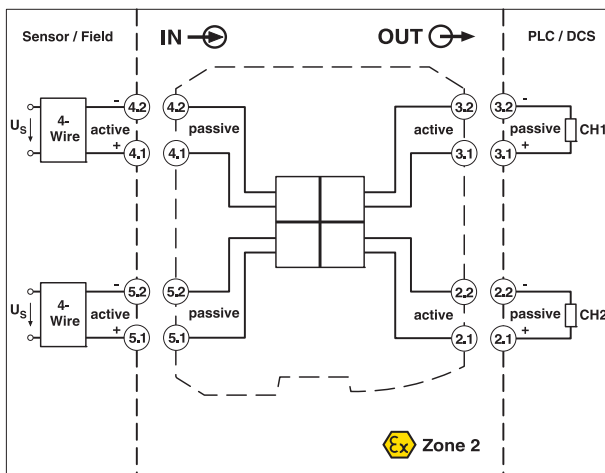 Sensor / Field
IN
OUT
PLC / DCS
US
4-
Wire
-
active
+
4.2
4.1
4.2
passive
4.1
3.2
active
3.1
3.2
-
passive
+
3.1
CH1
US
4-
Wire
-
active
+
5.2
5.1
5.2
passive
5.1
2.2
active
2.1
2.2
-
passive
+
2.1
CH2
Ex Zone 2